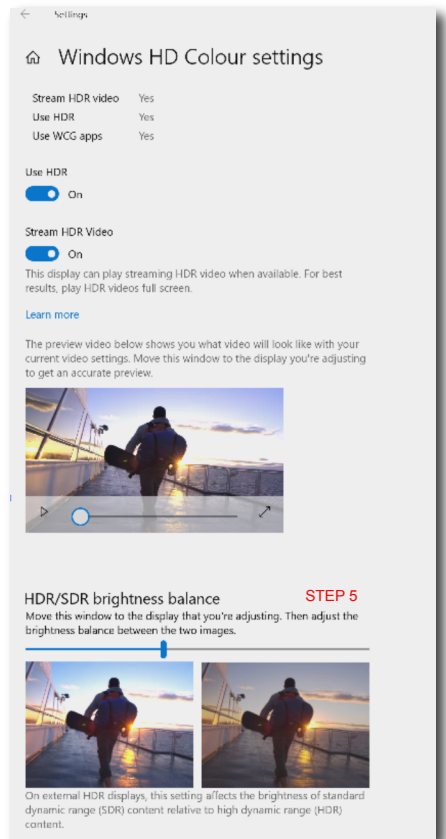 Settings
Windows HD Colour settings
Stream HDR video Yes
Use HDR Yes
Use WCG apps Yes
Use HDR
On
Stream HDR Video
On
This display can play streaming HDR video when available. For best
results, play HDR videos full screen.
Learn more
The preview video below shows you what video will look like with your
current video settings. Move this window to the display you're adjusting
to get an accurate preview.
HDR/SDR brightness balance STEP 5
Move this window to the display that you're adjusting. Then adjust the
brightness balance between the two images.
On external HDR displays, this setting affects the brightness of standard
dynamic range (SDR) content relative to high dynamic range (HDR)
content.